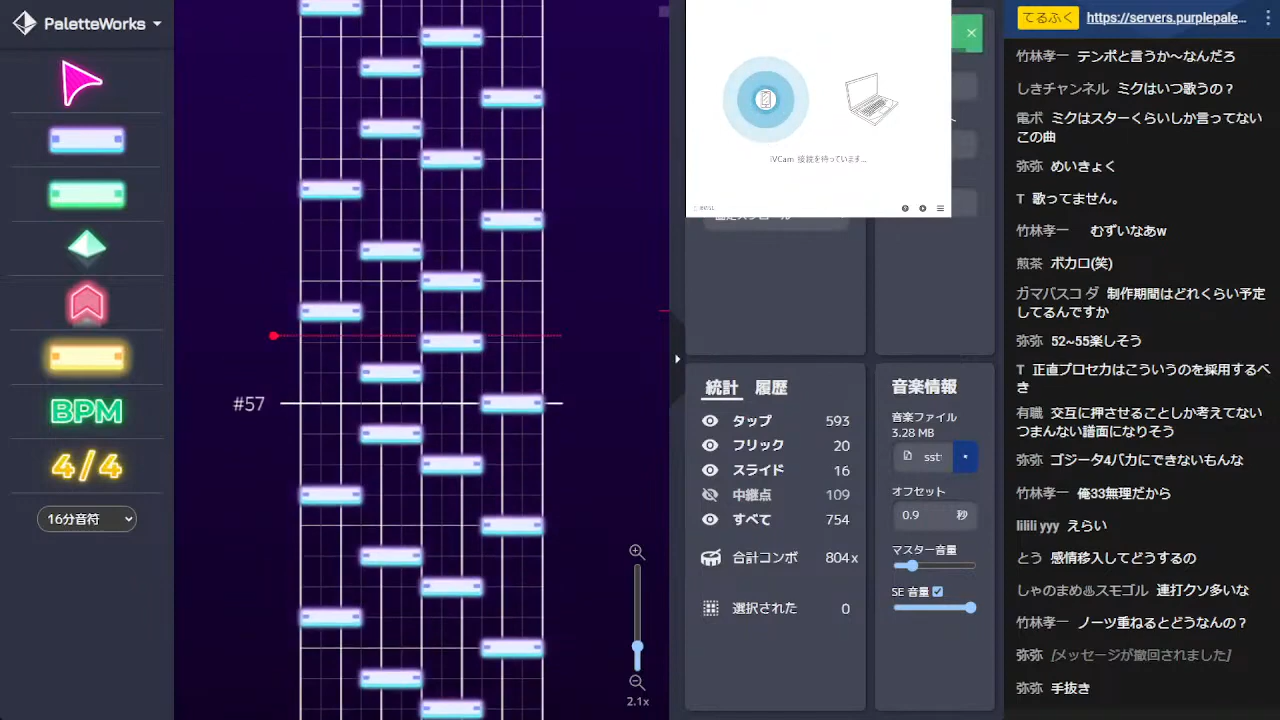 PaletteWorks
BPM
4/4
16分音符
#57
2.1x
iVCam 接続を待っています...
統計
履歴
タップ 593
フリック 20
スライド 16
中継点 109
すべて 754
合計コンボ 804x
選択された 0
音楽情報
音楽ファイル
3.28 MB
sst
オフセット
0.9 秒
マスター音量
SE 音量
てるふく https://servers.purplepale...
竹林孝一 テンポと言うか〜なんだろ
しきチャンネル ミクはいつ歌うの？
電ボ ミクはスターくらいしか言ってない
この曲
弥弥 めいきょく
T 歌ってません。
竹林孝一 むずいなあw
煎茶 ボカロ(笑)
ガマバスコ ダ 制作期間はどれくらい予定
してるんですか
弥弥 52~55楽しそう
T 正直プロセカはこういうのを採用するべ
き
有職 交互に押させることしか考えてない
つまんない譜面になりそう
弥弥 ゴジータ4バカにできないもんな
竹林孝一 俺33無理だから
lilili yyy えらい
とう 感情移入してどうするの
しゃのまめ♨スモゴル 連打クソ多いな
竹林孝一 ノーツ重ねるとどうなんの？
弥弥 [メッセージが撤回されました]
弥弥 手抜き